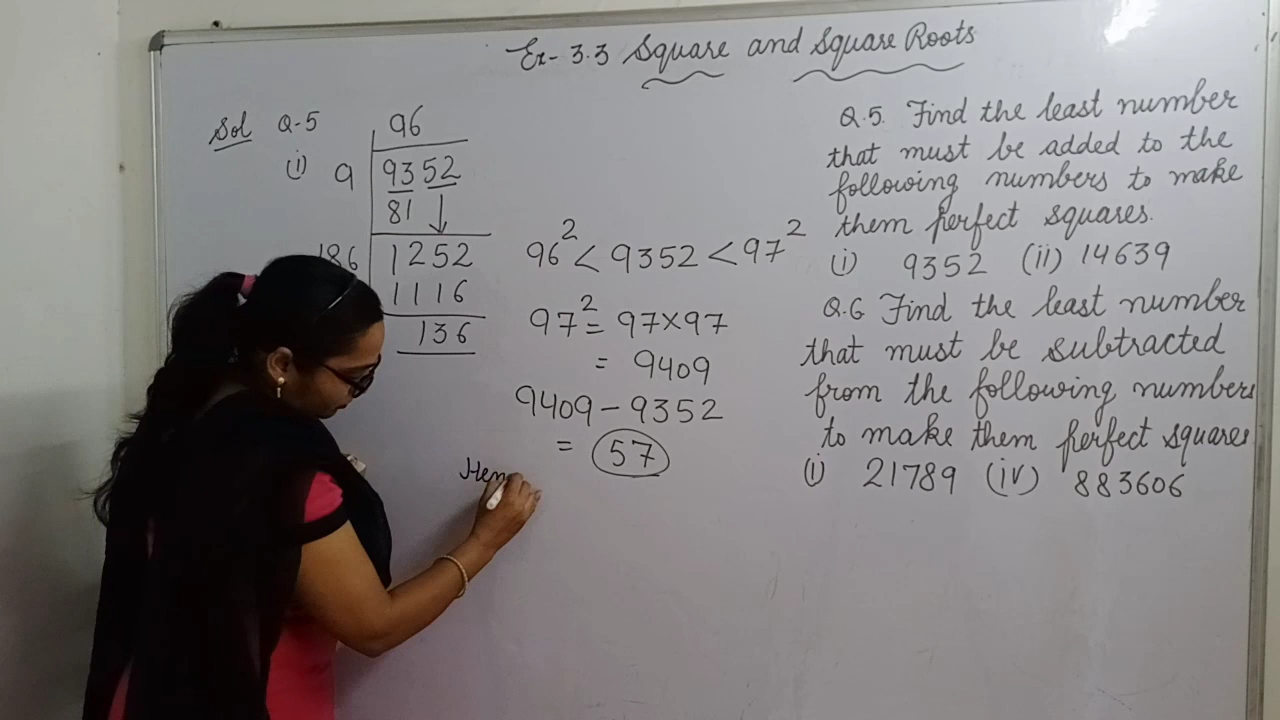 Ex- 3.3 Square and Square Roots
Sol Q-5
(i)
96
9 9352
81
186 1252
1116
136
96² < 9352 < 97²
97² = 97×97
= 9409
9409 – 9352
= 57
Q.5. Find the least number
that must be added to the
following numbers to make
them perfect squares.
(i) 9352 (ii) 14639
Q.6 Find the least number
that must be subtracted
from the following numbers
to make them perfect squares
(i) 21789 (iv) 883606